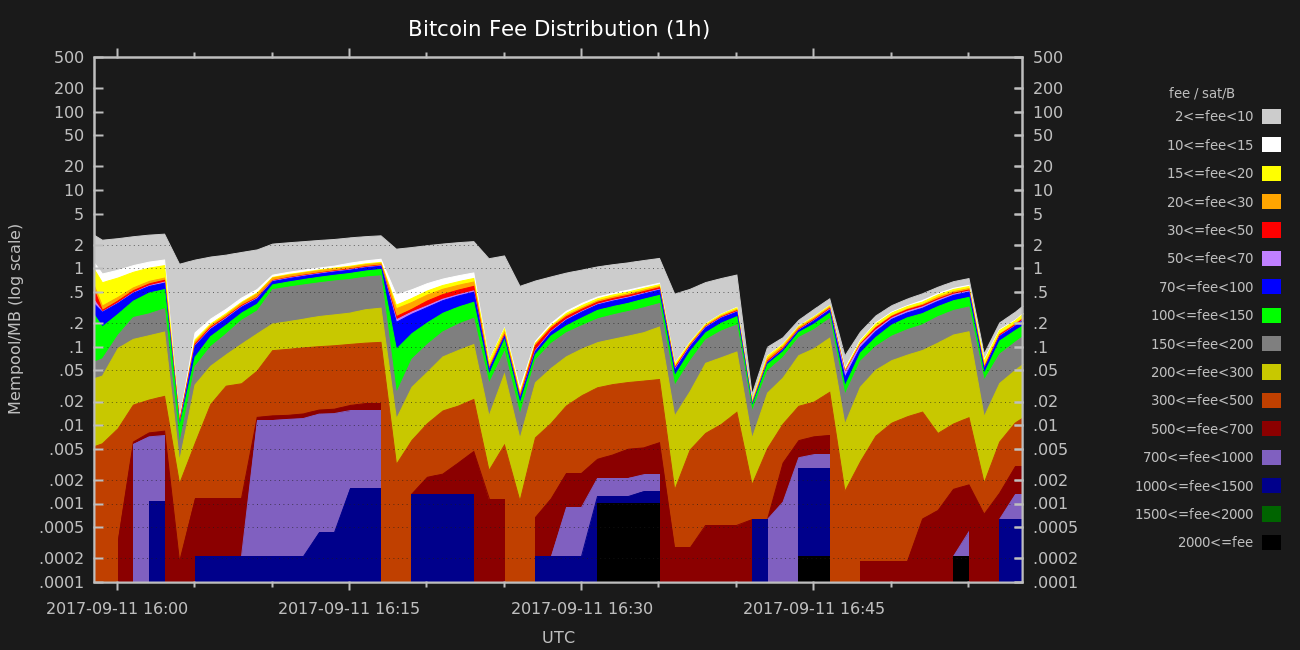 Bitcoin Fee Distribution (1h)
Mempool/MB (log scale)
500
200
100
50
20
10
5
2
1
.5
.2
.1
.05
.02
.01
.005
.002
.001
.0005
.0002
.0001
500
200
100
50
20
10
5
2
1
.5
.2
.1
.05
.02
.01
.005
.002
.001
.0005
.0002
.0001
2017-09-11 16:00
2017-09-11 16:15
2017-09-11 16:30
2017-09-11 16:45
UTC
fee / sat/B
2<=fee<10
10<=fee<15
15<=fee<20
20<=fee<30
30<=fee<50
50<=fee<70
70<=fee<100
100<=fee<150
150<=fee<200
200<=fee<300
300<=fee<500
500<=fee<700
700<=fee<1000
1000<=fee<1500
1500<=fee<2000
2000<=fee